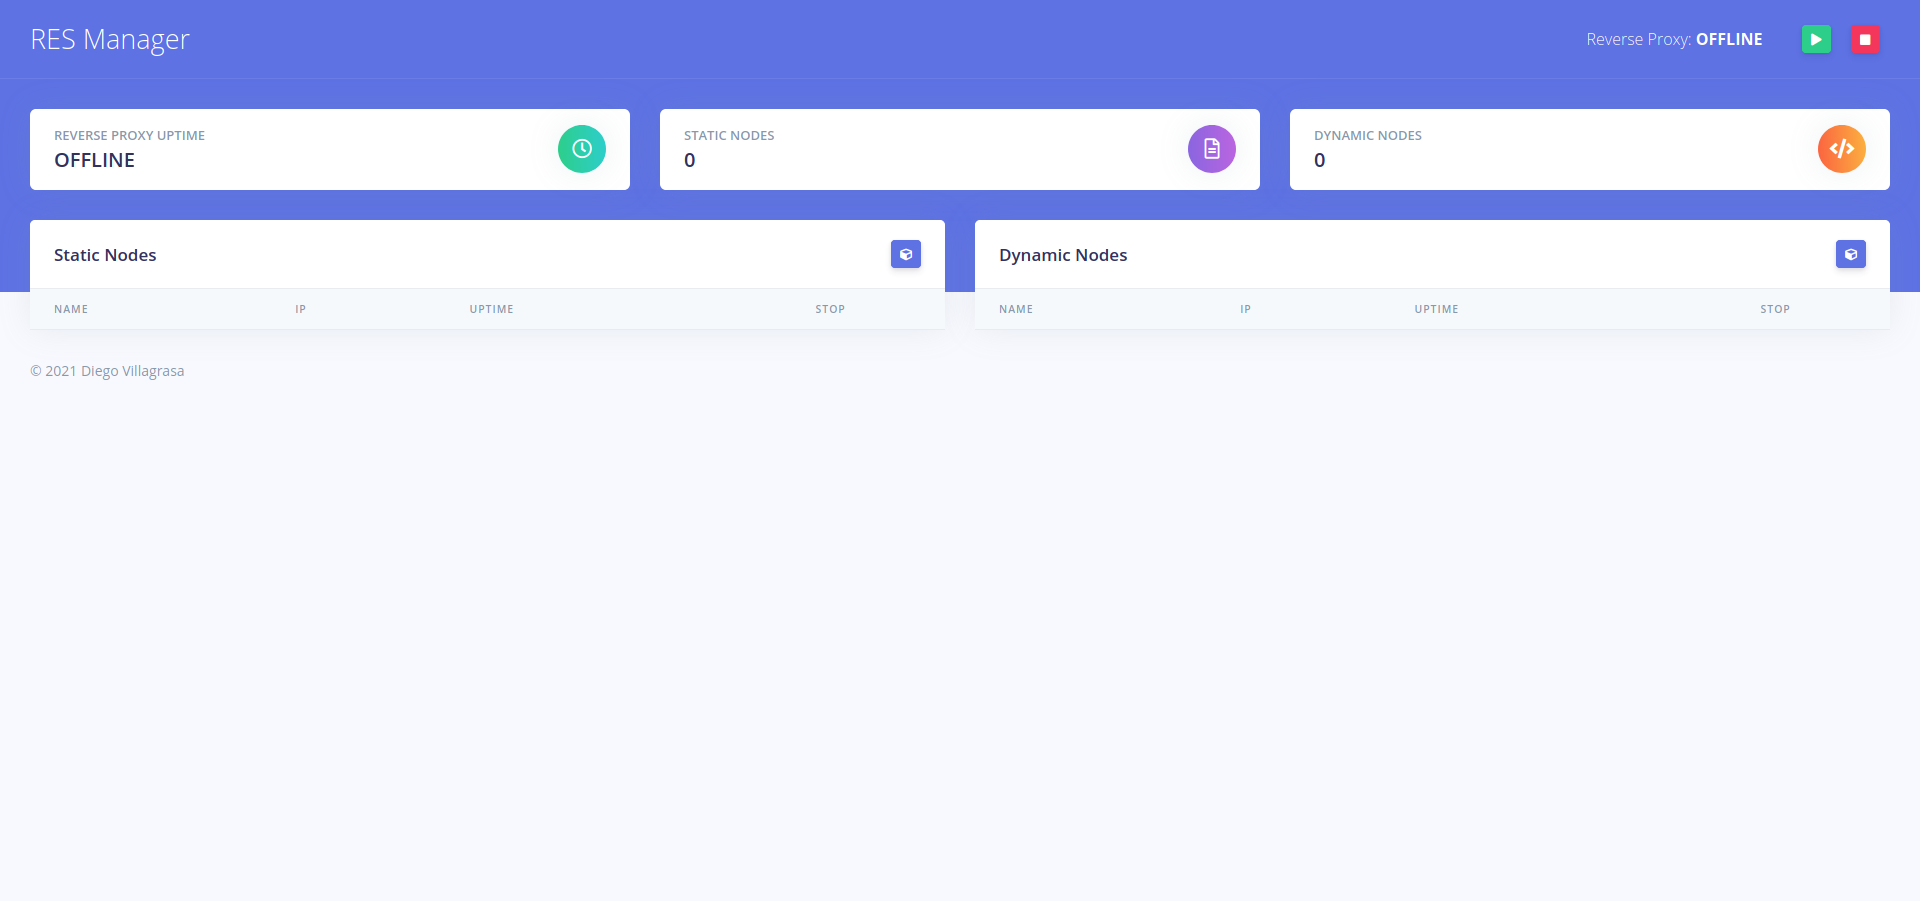 RES Manager
Reverse Proxy: OFFLINE
REVERSE PROXY UPTIME
OFFLINE
STATIC NODES
0
DYNAMIC NODES
0
Static Nodes
NAME IP UPTIME STOP
Dynamic Nodes
NAME IP UPTIME STOP
© 2021 Diego Villagrasa